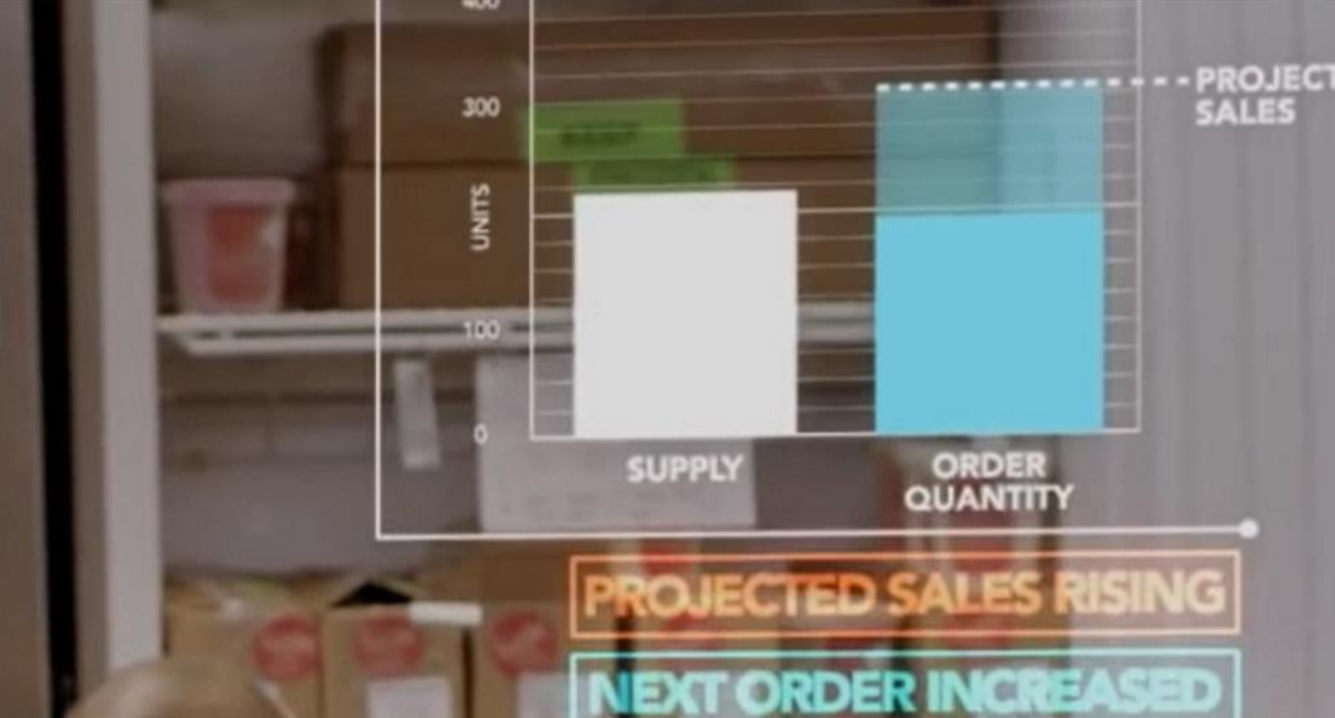 400
PROJECT
SALES
300
UNITS
100
0
SUPPLY
ORDER
QUANTITY
PROJECTED SALES RISING
NEXT ORDER INCREASED